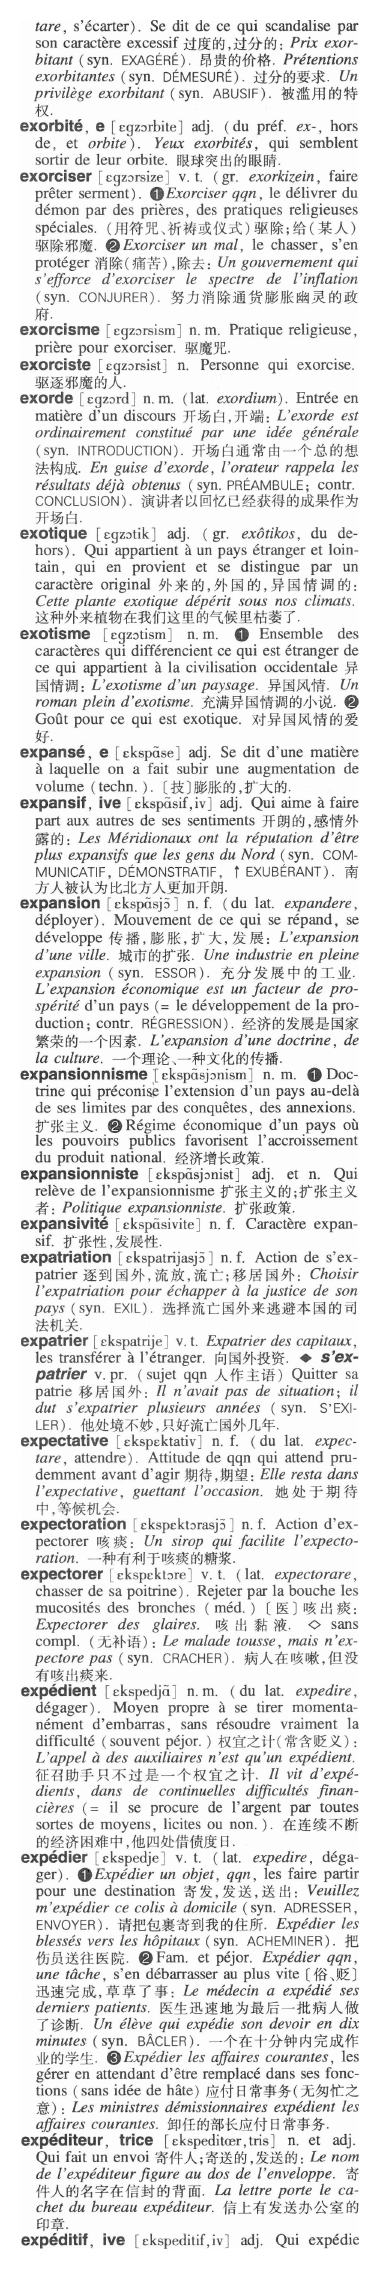 tare, s'écarter). Se dit de ce qui scandalise par
son caractère excessif 过度的,过分的: Prix exor-
bitant (syn. EXAGÉRÉ). 昂贵的价格. Prétentions
exorbitantes (syn. DÉMESURÉ). 过分的要求. Un
privilège exorbitant (syn. ABUSIF). 被滥用的特
权.
exorbité, e [ɛgzɔrbite] adj. (du préf. ex-, hors
de, et orbite). Yeux exorbités, qui semblent
sortir de leur orbite. 眼球突出的眼睛.
exorciser [ɛgzɔrsize] v. t. (gr. exorkizein, faire
prêter serment). ❶Exorciser qqn, le délivrer du
démon par des prières, des pratiques religieuses
spéciales. (用符咒、祈祷或仪式)驱除;给(某人)
驱除邪魔. ❷Exorciser un mal, le chasser, s'en
protéger 消除(痛苦),除去: Un gouvernement qui
s'efforce d'exorciser le spectre de l'inflation
(syn. CONJURER). 努力消除通货膨胀幽灵的政
府.
exorcisme [ɛgzɔrsism] n. m. Pratique religieuse,
prière pour exorciser. 驱魔咒.
exorciste [ɛgzɔrsist] n. Personne qui exorcise.
驱逐邪魔的人.
exorde [ɛgzɔrd] n. m. (lat. exordium). Entrée en
matière d'un discours 开场白,开端: L'exorde est
ordinairement constitué par une idée générale
(syn. INTRODUCTION). 开场白通常由一个总的想
法构成. En guise d'exorde, l'orateur rappela les
résultats déjà obtenus (syn. PRÉAMBULE; contr.
CONCLUSION). 演讲者以回忆已经获得的成果作为
开场白.
exotique [ɛgzɔtik] adj. (gr. exôtikos, du de-
hors). Qui appartient à un pays étranger et loin-
tain, qui en provient et se distingue par un
caractère original 外来的,外国的,异国情调的:
Cette plante exotique dépérit sous nos climats.
这种外来植物在我们这里的气候里枯萎了.
exotisme [ɛgzɔtism] n. m. ❶ Ensemble des
caractères qui différencient ce qui est étranger de
ce qui appartient à la civilisation occidentale 异
国情调: L'exotisme d'un paysage. 异国风情. Un
roman plein d'exotisme. 充满异国情调的小说. ❷
Goût pour ce qui est exotique. 对异国风情的爱
好.
expansé, e [ɛkspɑ̃se] adj. Se dit d'une matière
à laquelle on a fait subir une augmentation de
volume (techn.). 〔技〕膨胀的,扩大的.
expansif, ive [ɛkspɑ̃sif,iv] adj. Qui aime à faire
part aux autres de ses sentiments 开朗的,感情外
露的: Les Méridionaux ont la réputation d'être
plus expansifs que les gens du Nord (syn. COM-
MUNICATIF, DÉMONSTRATIF, ↑ EXUBÉRANT). 南
方人被认为比北方人更加开朗.
expansion [ɛkspɑ̃sjɔ̃] n. f. (du lat. expandere,
déployer). Mouvement de ce qui se répand, se
développe 传播,膨胀,扩大,发展: L'expansion
d'une ville. 城市的扩张. Une industrie en pleine
expansion (syn. ESSOR). 充分发展中的工业.
L'expansion économique est un facteur de pro-
spérité d'un pays (= le développement de la pro-
duction; contr. RÉGRESSION). 经济的发展是国家
繁荣的一个因素. L'expansion d'une doctrine, de
la culture. 一个理论、一种文化的传播.
expansionnisme [ɛkspɑ̃sjɔnism] n. m. ❶ Doc-
trine qui préconise l'extension d'un pays au-delà
de ses limites par des conquêtes, des annexions.
扩张主义. ❷Régime économique d'un pays où
les pouvoirs publics favorisent l'accroissement
du produit national. 经济增长政策.
expansionniste [ɛkspɑ̃sjɔnist] adj. et n. Qui
relève de l'expansionnisme 扩张主义的;扩张主义
者: Politique expansionniste. 扩张政策.
expansivité [ɛkspɑ̃sivite] n. f. Caractère expan-
sif. 扩张性,发展性.
expatriation [ɛkspatrijasjɔ̃] n. f. Action de s'ex-
patrier 逐到国外,流放,流亡;移居国外: Choisir
l'expatriation pour échapper à la justice de son
pays (syn. EXIL). 选择流亡国外来逃避本国的司
法机关.
expatrier [ɛkspatrije] v. t. Expatrier des capitaux,
les transférer à l'étranger. 向国外投资. ◆ s'ex-
patrier v. pr. (sujet qqn 人作主语) Quitter sa
patrie 移居国外: Il n'avait pas de situation; il
dut s'expatrier plusieurs années (syn. S'EXI-
LER). 他处境不妙,只好流亡国外几年.
expectative [ɛkspɛktativ] n. f. (du lat. expec-
tare, attendre). Attitude de qqn qui attend pru-
demment avant d'agir 期待,期望: Elle resta dans
l'expectative, guettant l'occasion. 她处于期待
中,等候机会.
expectoration [ɛkspɛktɔrasjɔ̃] n. f. Action d'ex-
pectorer 咳痰: Un sirop qui facilite l'expecto-
ration. 一种有利于咳痰的糖浆.
expectorer [ɛkspɛktɔre] v. t. (lat. expectorare,
chasser de sa poitrine). Rejeter par la bouche les
mucosités des bronches (méd.) 〔医〕咳出痰:
Expectorer des glaires. 咳出黏液. ◇ sans
compl. (无补语): Le malade tousse, mais n'ex-
pectore pas (syn. CRACHER). 病人在咳嗽,但没
有咳出痰来.
expédient [ɛkspedjɑ̃] n. m. (du lat. expedire,
dégager). Moyen propre à se tirer momenta-
nément d'embarras, sans résoudre vraiment la
difficulté (souvent péjor.) 权宜之计(常含贬义):
L'appel à des auxiliaires n'est qu'un expédient.
征召助手只不过是一个权宜之计. Il vit d'expé-
dients, dans de continuelles difficultés finan-
cières (= il se procure de l'argent par toutes
sortes de moyens, licites ou non.). 在连续不断
的经济困难中,他四处借债度日.
expédier [ɛkspedje] v. t. (lat. expedire, déga-
ger). ❶Expédier un objet, qqn, les faire partir
pour une destination 寄发,发送,送出: Veuillez
m'expédier ce colis à domicile (syn. ADRESSER,
ENVOYER). 请把包裹寄到我的住所. Expédier les
blessés vers les hôpitaux (syn. ACHEMINER). 把
伤员送往医院. ❷Fam. et péjor. Expédier qqn,
une tâche, s'en débarrasser au plus vite〔俗、贬〕
迅速完成,草草了事: Le médecin a expédié ses
derniers patients. 医生迅速地为最后一批病人做
了诊断. Un élève qui expédie son devoir en dix
minutes (syn. BÂCLER). 一个在十分钟内完成作
业的学生. ❸Expédier les affaires courantes, les
gérer en attendant d'être remplacé dans ses fonc-
tions (sans idée de hâte) 应付日常事务(无匆忙之
意): Les ministres démissionnaires expédient les
affaires courantes. 卸任的部长应付日常事务.
expéditeur, trice [ɛkspeditœr,tris] n. et adj.
Qui fait un envoi 寄件人;寄送的,发送的: Le nom
de l'expéditeur figure au dos de l'enveloppe. 寄
件人的名字在信封的背面. La lettre porte le ca-
chet du bureau expéditeur. 信上有发送办公室的
印章.
expéditif, ive [ɛkspeditif,iv] adj. Qui expédie